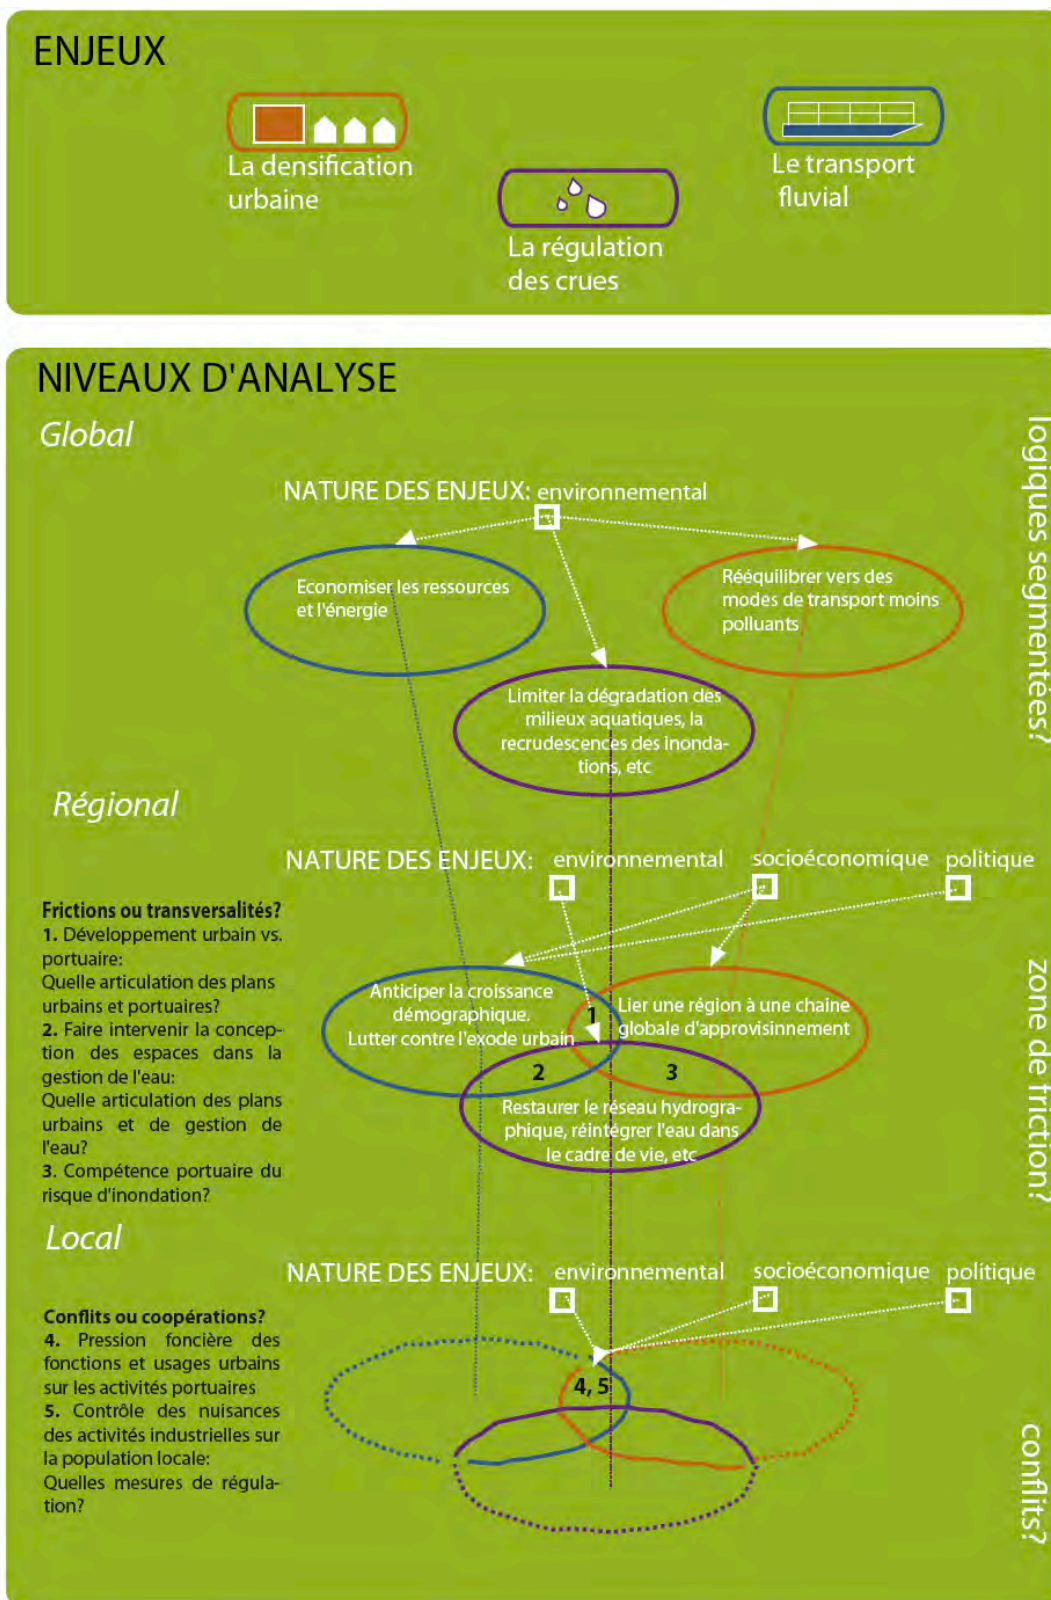 ENJEUX
La densification
urbaine
La régulation
des crues
Le transport
fluvial
NIVEAUX D'ANALYSE
Global
NATURE DES ENJEUX: environnemental
Economiser les ressources
et l'énergie
Rééquilibrer vers des
modes de transport moins
polluants
Limiter la dégradation des
milieux aquatiques, la
recrudescences des inonda-
tions, etc
logiques segmentées?
Régional
NATURE DES ENJEUX: environnemental socioéconomique politique
Frictions ou transversalités?
1. Développement urbain vs.
portuaire:
Quelle articulation des plans
urbains et portuaires?
2. Faire intervenir la concep-
tion des espaces dans la
gestion de l'eau:
Quelle articulation des plans
urbains et de gestion de
l'eau?
3. Compétence portuaire du
risque d'inondation?
Anticiper la croissance
démographique.
Lutter contre l'exode urbain
1
Lier une région à une chaîne
globale d'approvisinnement
2
3
Restaurer le réseau hydrogra-
phique, réintégrer l'eau dans
le cadre de vie, etc
zone de friction?
Local
NATURE DES ENJEUX: environnemental socioéconomique politique
Conflits ou coopérations?
4. Pression foncière des
fonctions et usages urbains
sur les activités portuaires
5. Contrôle des nuisances
des activités industrielles sur
la population locale:
Quelles mesures de régula-
tion?
4, 5
conflits?